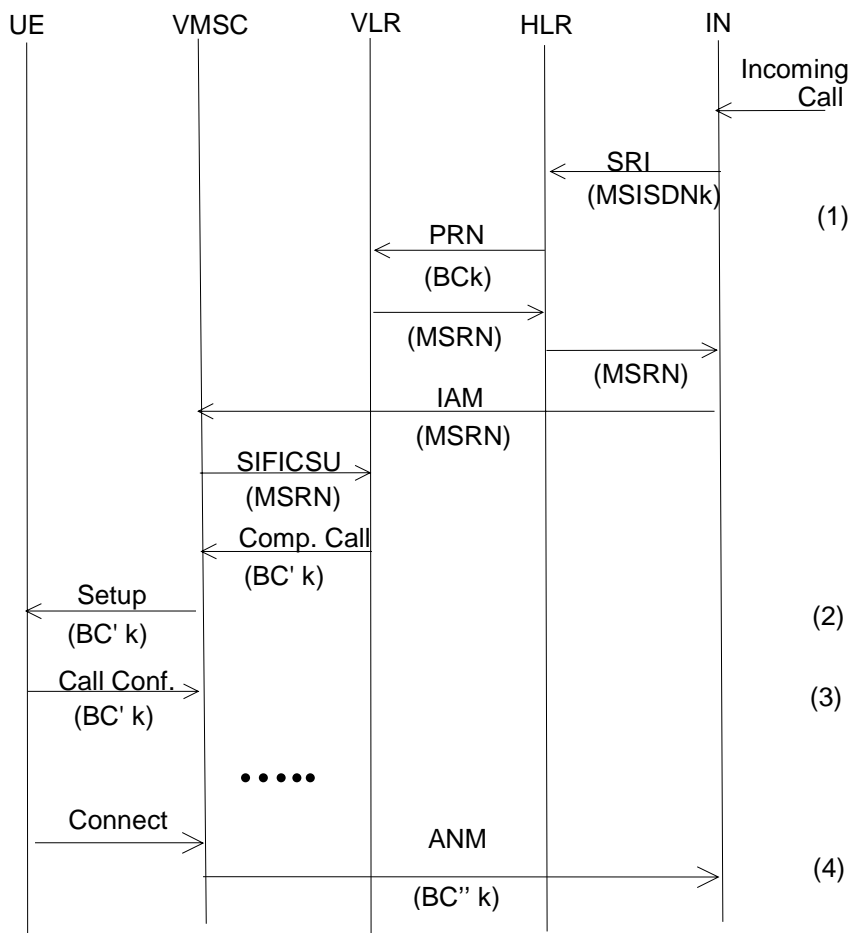 UE VMSC VLR HLR IN
Incoming
Call
SRI
(MSISDNk)
(1)
PRN
(BCk)
(MSRN)
(MSRN)
IAM
(MSRN)
SIFICSU
(MSRN)
Comp. Call
(BC' k)
Setup
(BC' k)
(2)
Call Conf.
(BC' k)
(3)
Connect
ANM
(BC'' k)
(4)